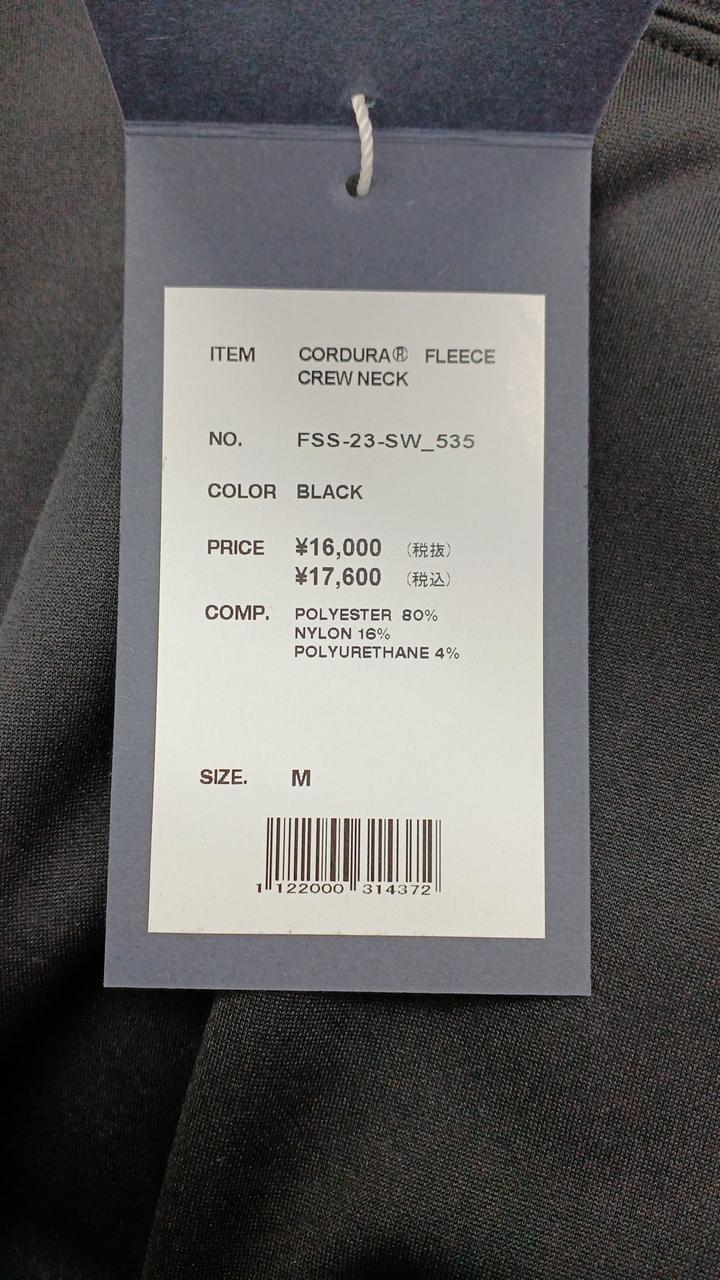 ITEM CORDURA® FLEECE
CREW NECK
NO. FSS-23-SW_535
COLOR BLACK
PRICE ¥16,000 (税抜)
¥17,600 (税込)
COMP. POLYESTER 80%
NYLON 16%
POLYURETHANE 4%
SIZE. M
1 122000 314372